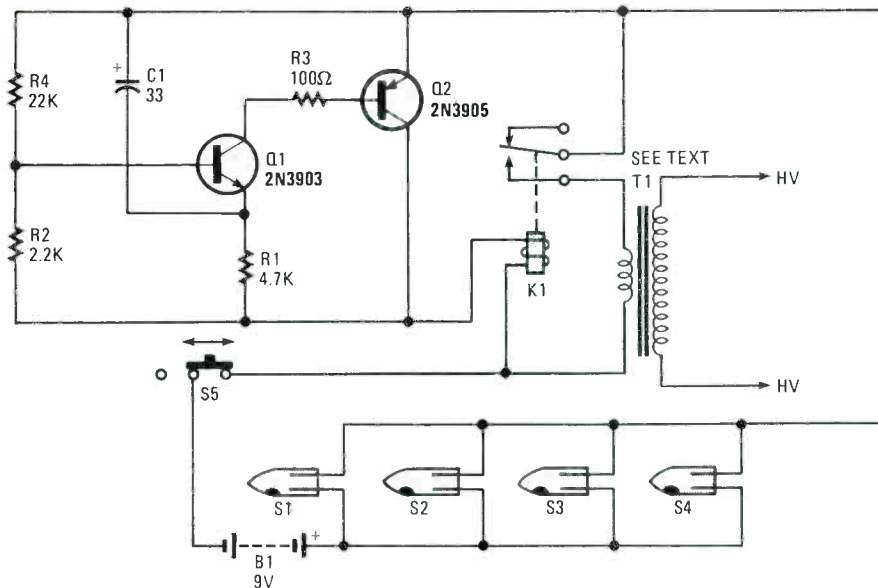 R4
22K
+
C1
33
R3
100Ω
Q2
2N3905
Q1
2N3903
SEE TEXT
T1
HV
R2
2.2K
R1
4.7K
K1
HV
S5
S1
S2
S3
S4
+
B1
9V